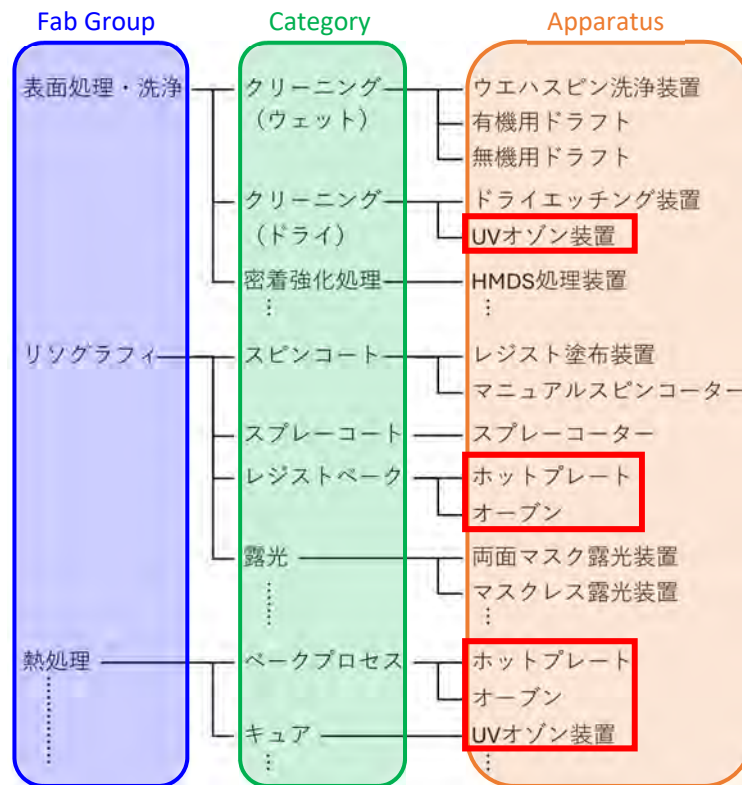 Fab Group Category Apparatus
表面処理・洗浄 クリーニング ウエハスピン洗浄装置
（ウェット） 有機用ドラフト
無機用ドラフト
クリーニング ドライエッチング装置
（ドライ） UVオゾン装置
密着強化処理 HMDS処理装置
リソグラフィ スピンコート レジスト塗布装置
マニュアルスピンコーター
スプレーコート スプレーコーター
レジストベーク ホットプレート
オーブン
露光 両面マスク露光装置
マスクレス露光装置
熱処理 ベークプロセス ホットプレート
オーブン
キュア UVオゾン装置